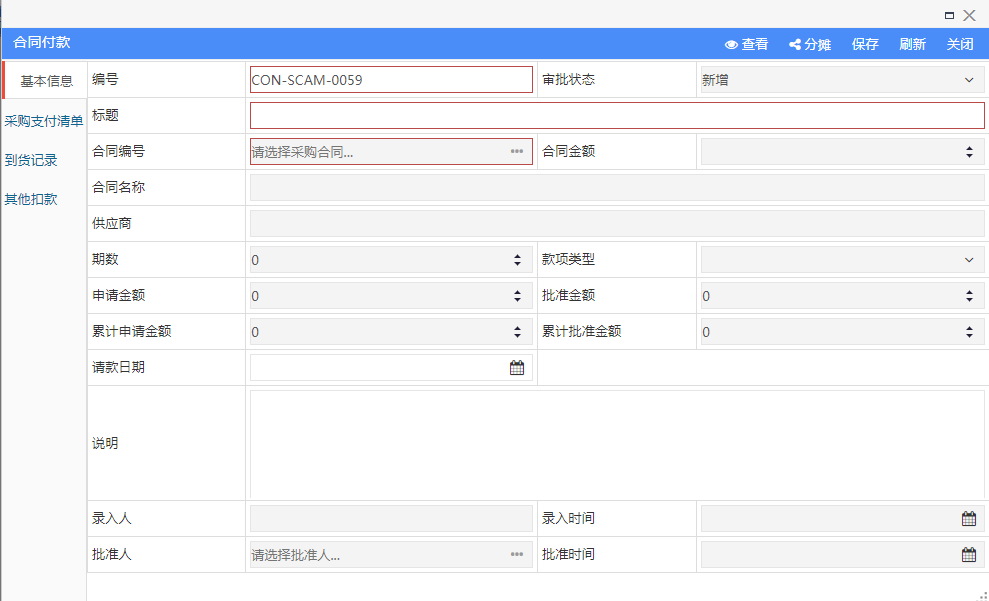 合同付款
查看 分摊 保存 刷新 关闭
基本信息
采购支付清单
到货记录
其他扣款
编号 CON-SCAM-0059 审批状态 新增
标题
合同编号 请选择采购合同... 合同金额
合同名称
供应商
期数 0 款项类型
申请金额 0 批准金额 0
累计申请金额 0 累计批准金额 0
请款日期
说明
录入人 录入时间
批准人 请选择批准人... 批准时间